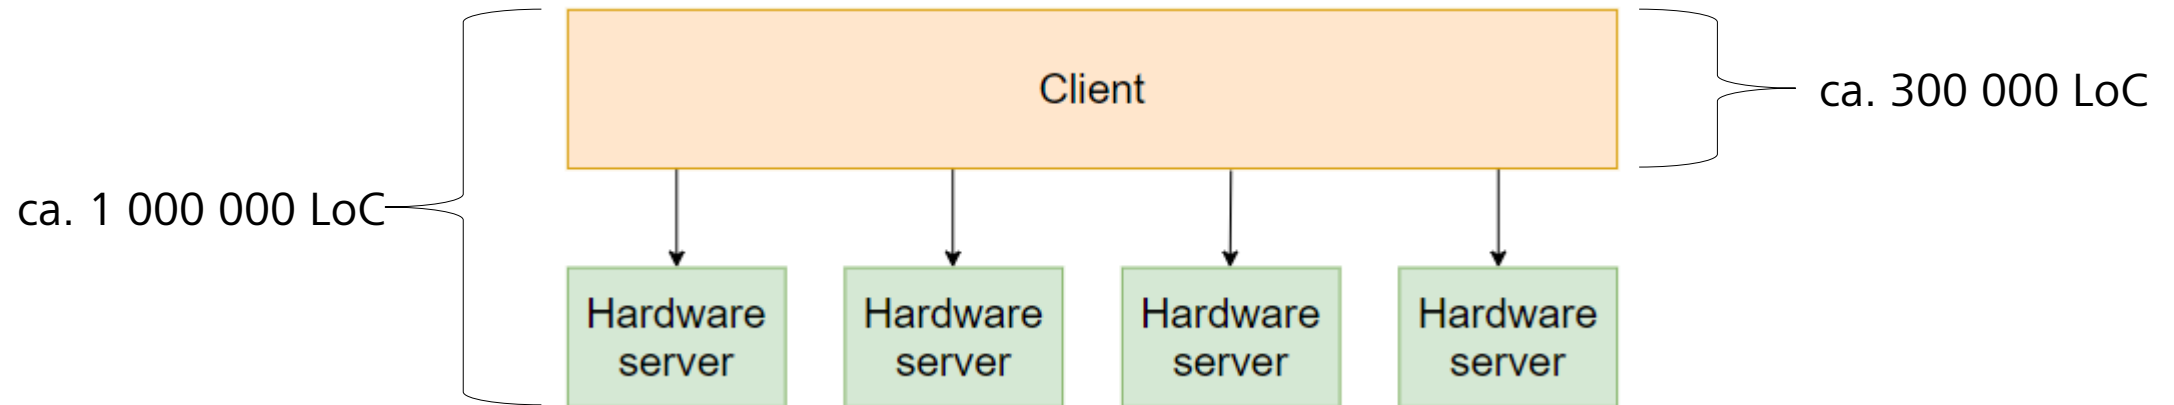 Client
ca. 300 000 LoC
ca. 1 000 000 LoC
Hardware
server
Hardware
server
Hardware
server
Hardware
server